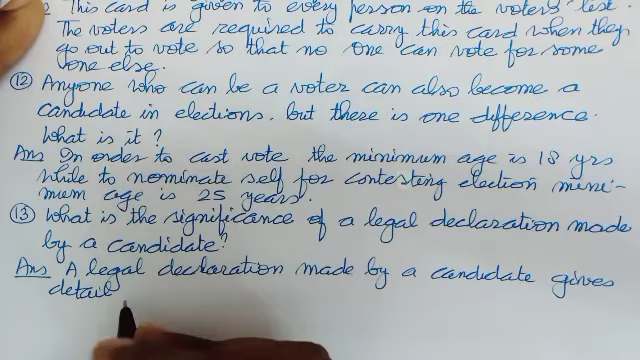 This card is given to every person on the voters' list.
The voters are required to carry this card when they
go out to vote so that no one can vote for some
one else.
12 Anyone who can be a voter can also become a
candidate in elections, but there is one difference.
What is it?
Ans In order to cast vote the minimum age is 18 yrs
while to nominate self for contesting election mini-
mum age is 25 years.
13 What is the significance of a legal declaration made
by a candidate?
Ans A legal declaration made by a candidate gives
detail